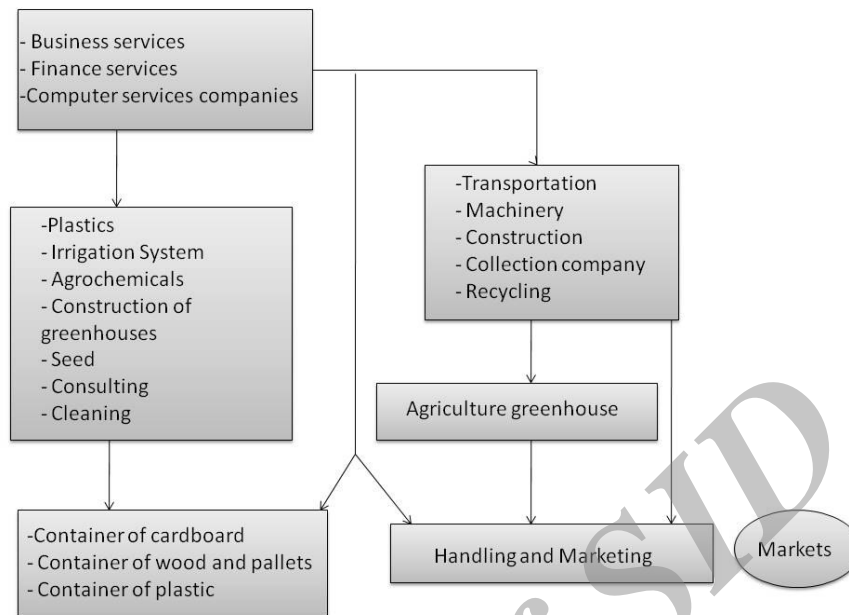 - Business services
- Finance services
-Computer services companies
-Transportation
- Machinery
- Construction
- Collection company
- Recycling
-Plastics
- Irrigation System
- Agrochemicals
- Construction of
greenhouses
- Seed
- Consulting
- Cleaning
Agriculture greenhouse
-Container of cardboard
- Container of wood and pallets
- Container of plastic
Handling and Marketing
Markets
SID